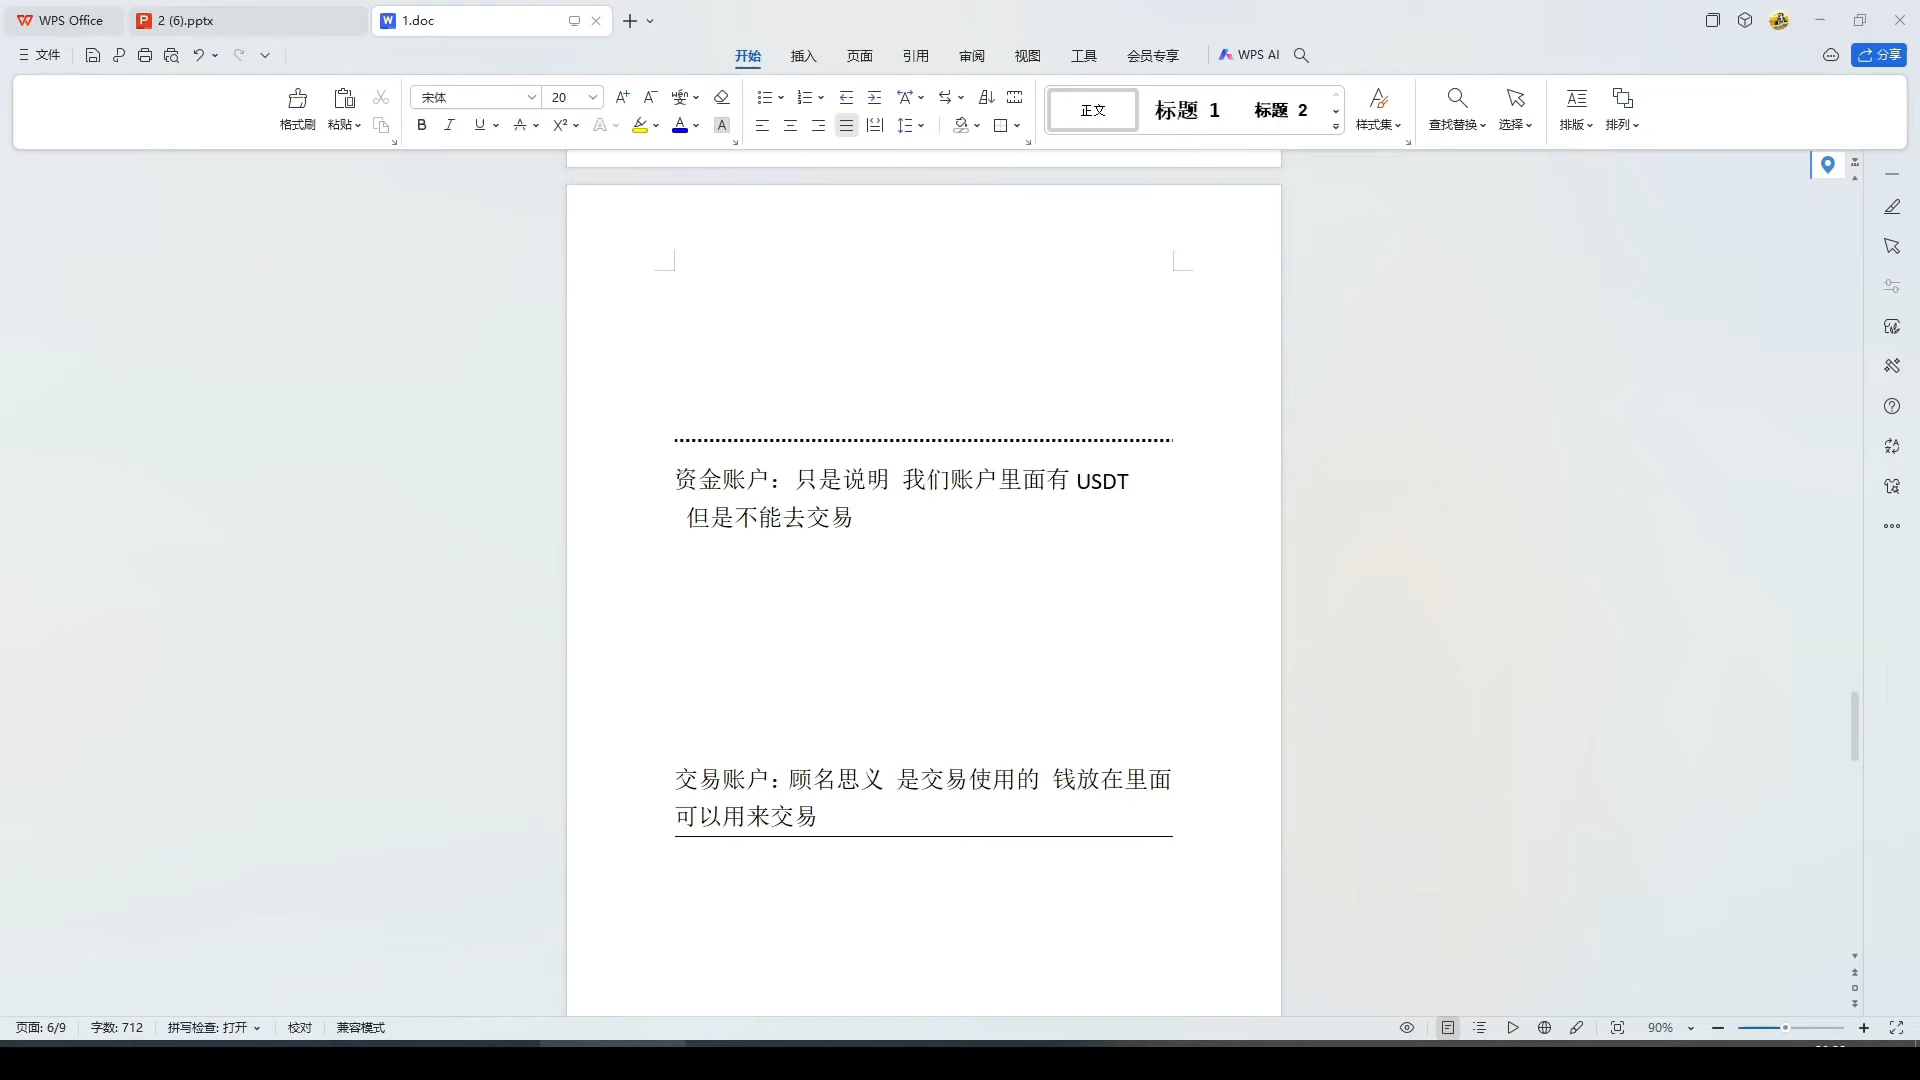 WPS Office
2 (6).pptx
1.doc
文件
开始 插入 页面 引用 审阅 视图 工具 会员专享 WPS AI
分享
宋体 20
正文 标题 1 标题 2
格式刷 粘贴 样式集 查找替换 选择 排版 排列
资金账户：只是说明 我们账户里面有 USDT
但是不能去交易
交易账户：顾名思义 是交易使用的 钱放在里面
可以用来交易
页面: 6/9 字数: 712 拼写检查: 打开 校对 兼容模式 90%